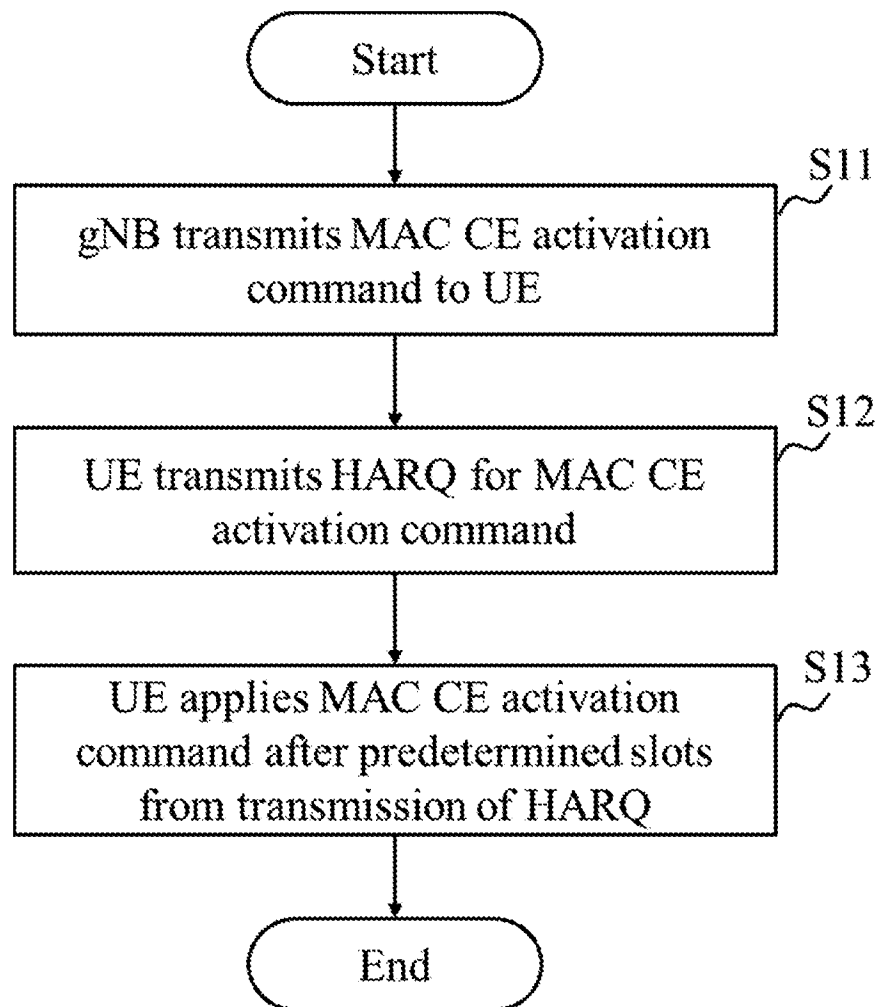 Start
S11
gNB transmits MAC CE activation
command to UE
S12
UE transmits HARQ for MAC CE
activation command
S13
UE applies MAC CE activation
command after predetermined slots
from transmission of HARQ
End